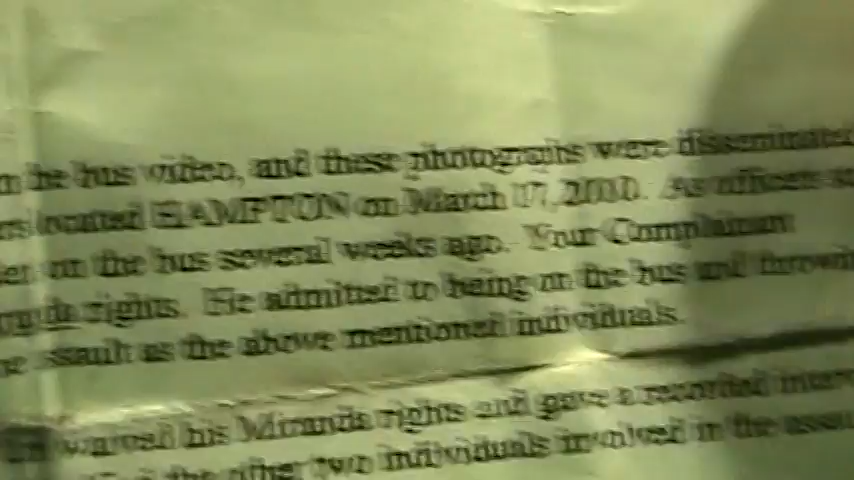 he bus video, and these photographs were disseminated
located HAMPTON on March 17, 2010. As officers
on the bus several weeks ago. Your Complainant
rights. He admitted to being on the bus and
assault as the above mentioned individuals.
waived his Miranda rights and gave a recorded
the other two individuals involved in the